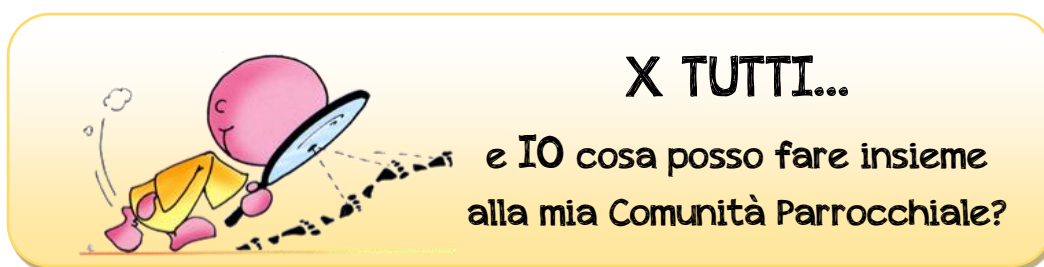 X TUTTI...
e IO cosa posso fare insieme
alla mia Comunità Parrocchiale?